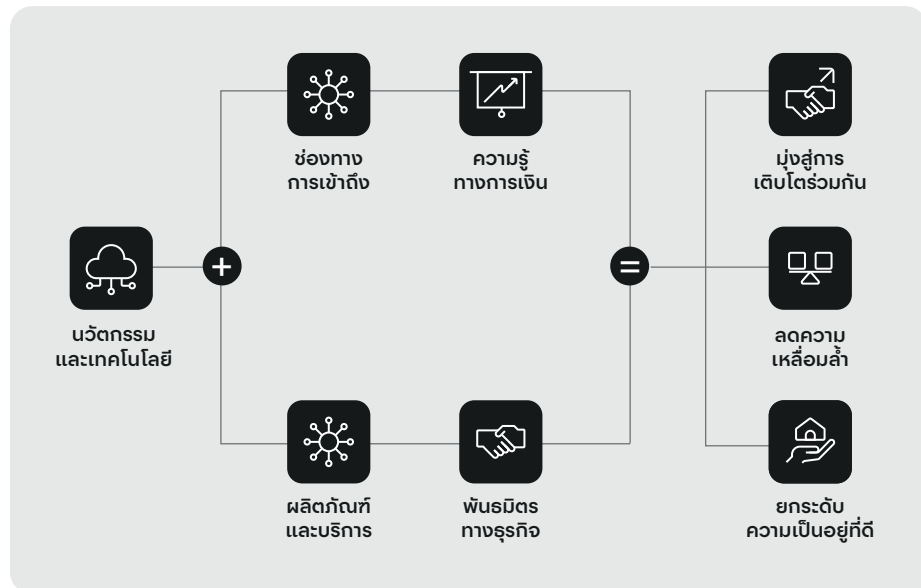 ช่องทาง
การเข้าถึง
ความรู้
ทางการเงิน
มุ่งสู่การ
เติบโตร่วมกัน
นวัตกรรม
และเทคโนโลยี
+
=
ลดความ
เหลื่อมล้ำ
ผลิตภัณฑ์
และบริการ
พันธมิตร
ทางธุรกิจ
ยกระดับ
ความเป็นอยู่ที่ดี